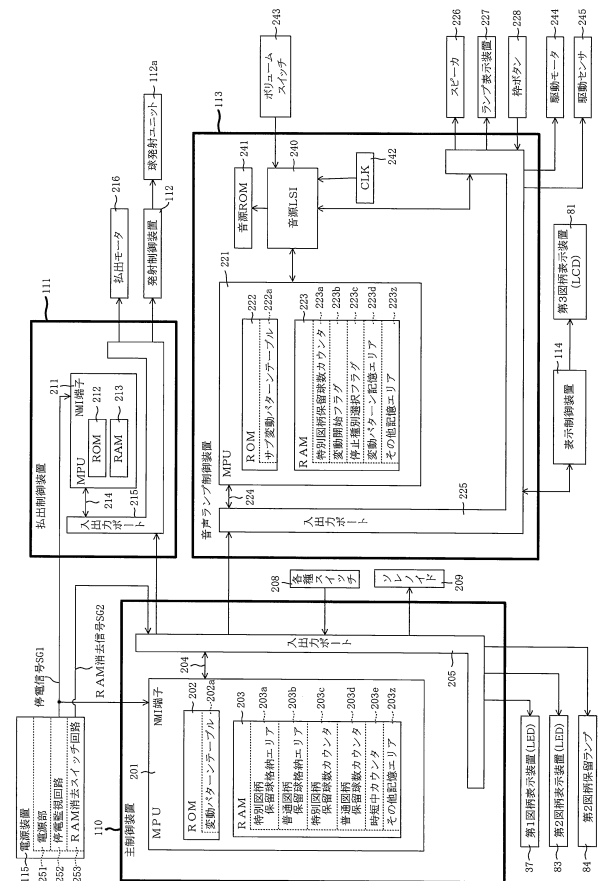 115
電源装置
251
電源部
252
停電監視回路
253
RAM消去スイッチ回路
停電信号SG1
RAM消去信号SG2
110
主制御装置
201
MPU
NMI端子
ROM
202
変動パターンテーブル
202a
RAM
203
特別図柄
保留球格納エリア
203a
普通図柄
保留球格納エリア
203b
特別図柄
保留球数カウンタ
203c
普通図柄
保留球数カウンタ
203d
時短中カウンタ
203e
その他記憶エリア
203z
204
入出力ポート
205
各種スイッチ
208
ソレノイド
209
37
第1図柄表示装置(LED)
83
第2図柄表示装置(LED)
84
第2図柄保留ランプ
111
払出制御装置
211
MPU
NMI端子
ROM
212
RAM
213
214
入出力ポート
215
払出モータ
216
発射制御装置
112
球発射ユニット
112a
113
音声ランプ制御装置
MPU
221
ROM
222
サブ変動パターンテーブル
222a
RAM
223
特別図柄保留球数カウンタ
223a
変動開始フラグ
223b
停止種別選択フラグ
223c
変動パターン記憶エリア
223d
その他記憶エリア
223z
224
入出力ポート
225
音源ROM
241
音源LSI
240
CLK
242
ボリューム
スイッチ
243
スピーカ
226
ランプ表示装置
227
枠ボタン
228
駆動モータ
244
駆動センサ
245
表示制御装置
114
第3図柄表示装置
(LCD)
81